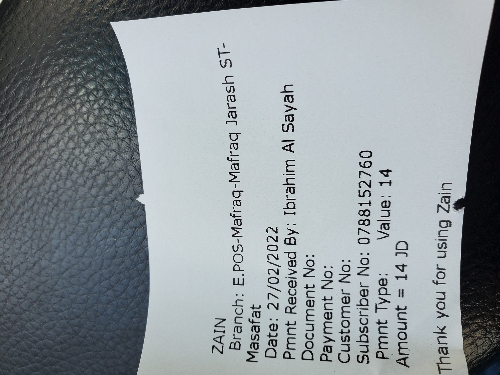 ZAIN
Branch: E.POS-Mafraq-Mafraq Jarash ST-
Masafat
Date: 27/02/2022
Pmnt Received By: Ibrahim Al Sayah
Document No:
Payment No:
Customer No:
Subscriber No: 0788152760
Pmnt Type: Value: 14
Amount = 14 JD
Thank you for using Zain